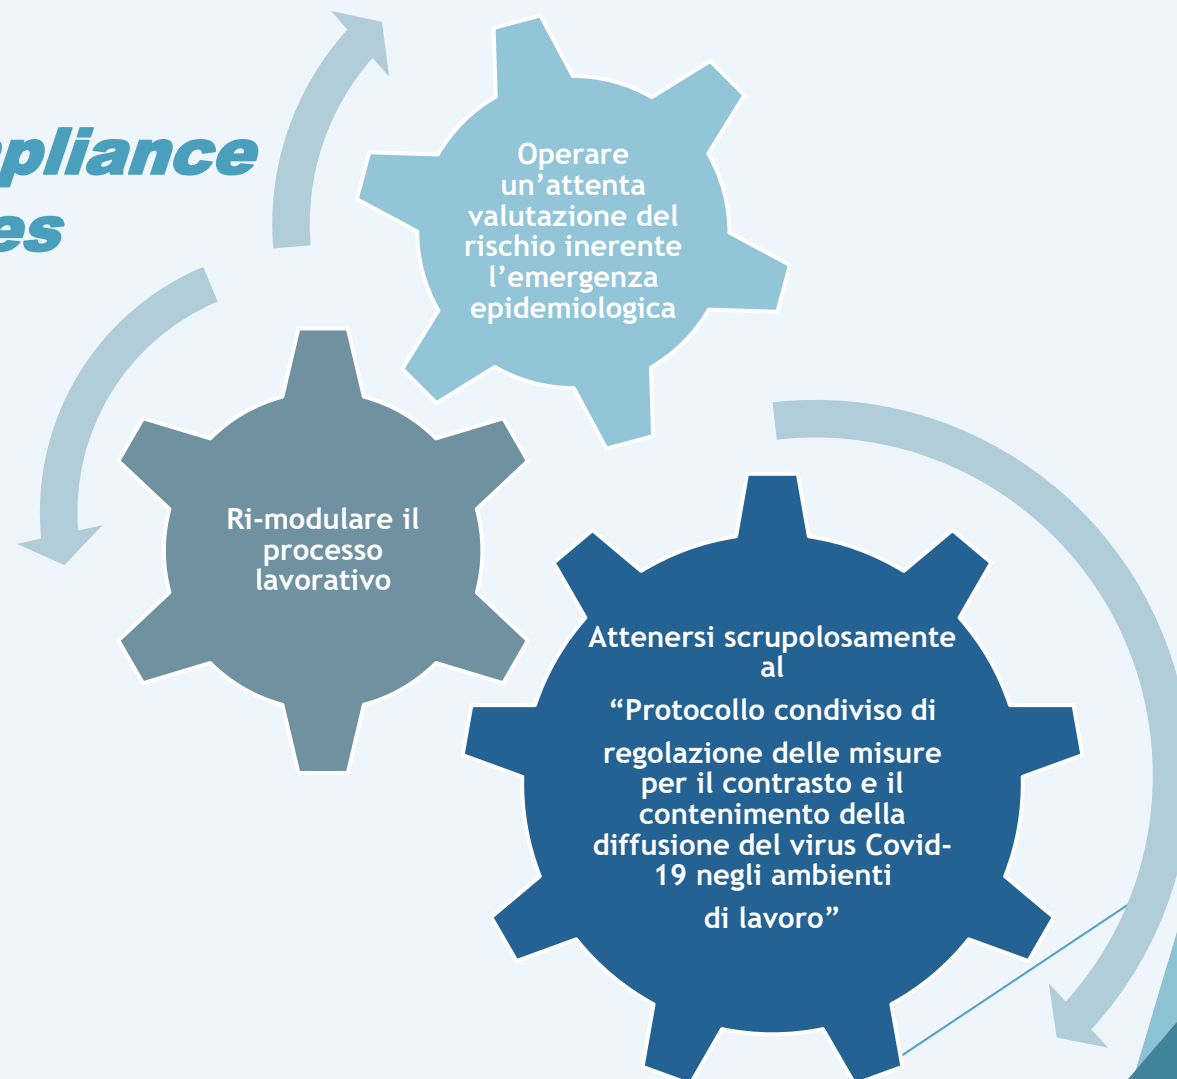 Operare
un’attenta
valutazione del
rischio inerente
l’emergenza
epidemiologica
Ri-modulare il
processo
lavorativo
Attenersi scrupolosamente
al
“Protocollo condiviso di
regolazione delle misure
per il contrasto e il
contenimento della
diffusione del virus Covid-
19 negli ambienti
di lavoro”